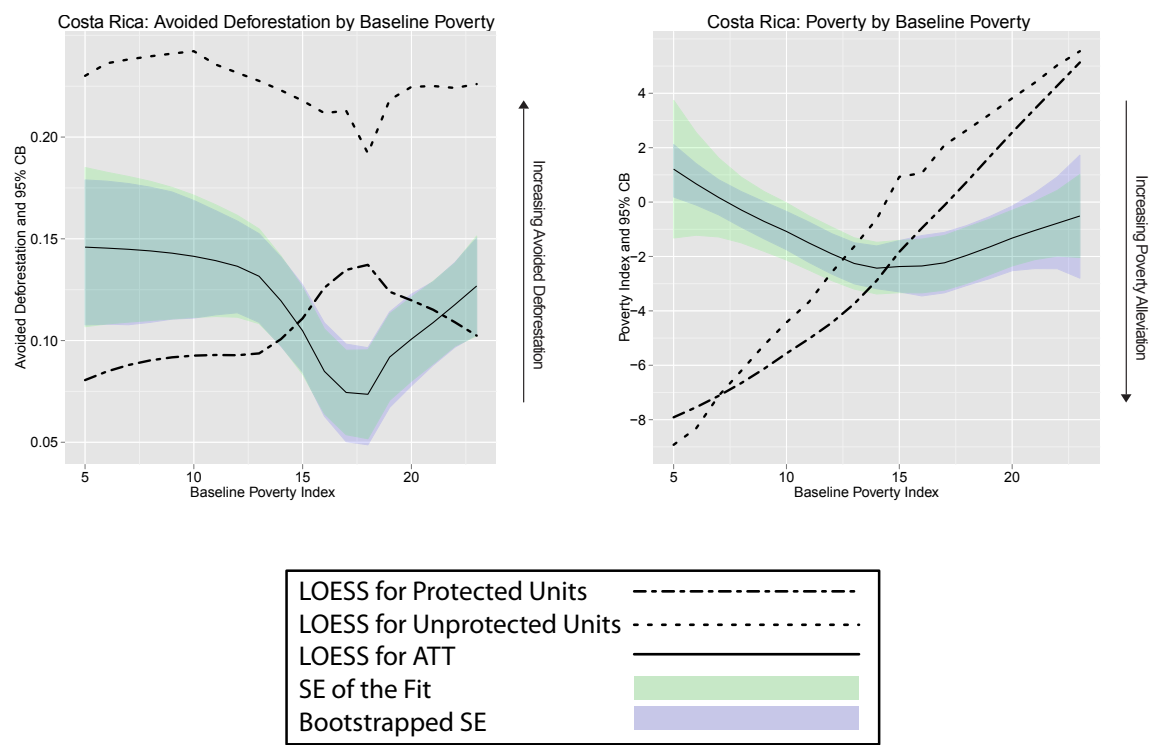 Costa Rica: Avoided Deforestation by Baseline Poverty
Avoided Deforestation and 95% CB
0.20
0.15
0.10
0.05
5
10
15
20
Baseline Poverty Index
Increasing Avoided Deforestation
Costa Rica: Poverty by Baseline Poverty
Poverty Index and 95% CB
4
2
0
−2
−4
−6
−8
5
10
15
20
Baseline Poverty Index
Increasing Poverty Alleviation
LOESS for Protected Units
LOESS for Unprotected Units
LOESS for ATT
SE of the Fit
Bootstrapped SE